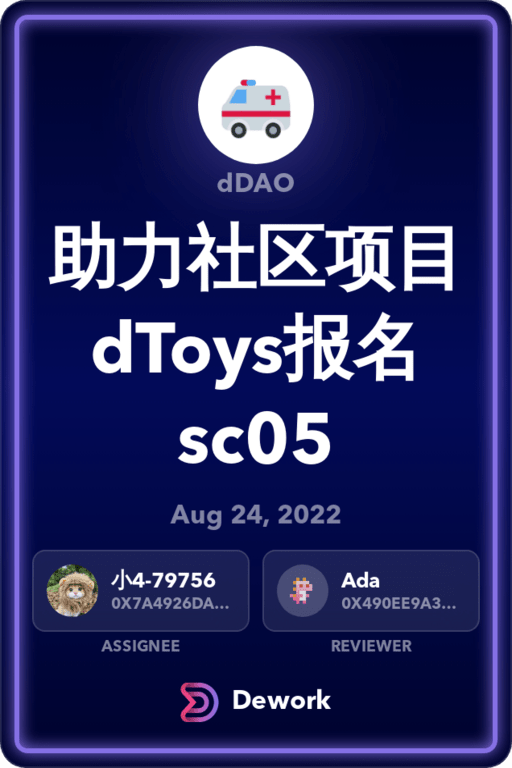 dDAO
助力社区项目
dToys报名
sc05
Aug 24, 2022
小4-79756
0X7A4926DA...
ASSIGNEE
Ada
0X490EE9A3...
REVIEWER
Dework